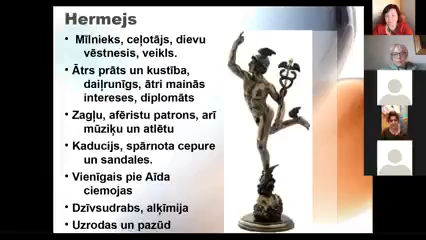 Hermejs
• Mīlnieks, ceļotājs, dievu
vēstnesis, veikls.
• Ātrs prāts un kustība,
daiļrunīgs, ātri mainās
intereses, diplomāts
• Zagļu, afēristu patrons, arī
mūziķu un atlētu
• Kaducijs, spārnota cepure
un sandales.
• Vienīgais pie Aīda
ciemojas
• Dzīvsudrabs, alķīmija
• Uzrodas un pazūd